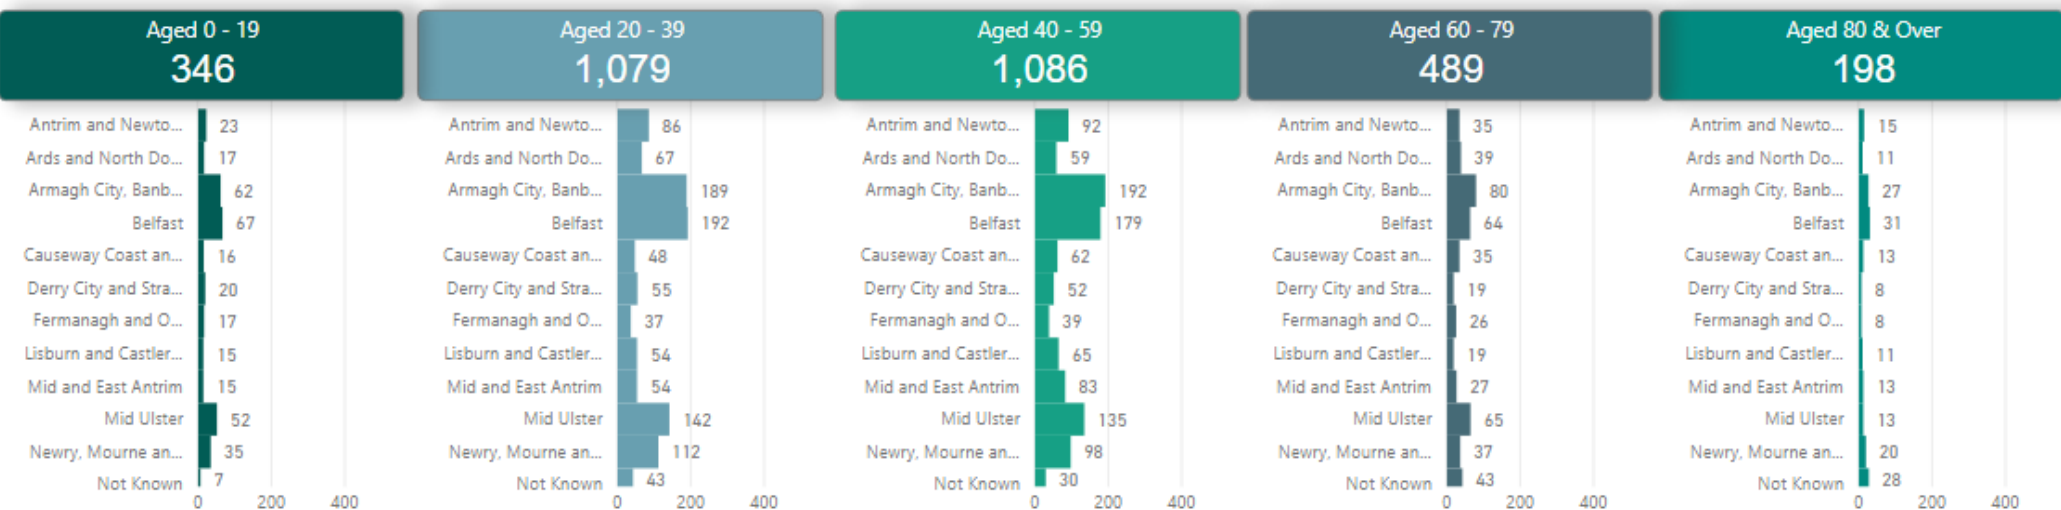 Aged 0 - 19
346
Antrim and Newto... 23
Ards and North Do... 17
Armagh City, Banb... 62
Belfast 67
Causeway Coast an... 16
Derry City and Stra... 20
Fermanagh and O... 17
Lisburn and Castler... 15
Mid and East Antrim 15
Mid Ulster 52
Newry, Mourne an... 35
Not Known 7
0 200 400
Aged 20 - 39
1,079
Antrim and Newto... 86
Ards and North Do... 67
Armagh City, Banb... 189
Belfast 192
Causeway Coast an... 48
Derry City and Stra... 55
Fermanagh and O... 37
Lisburn and Castler... 54
Mid and East Antrim 54
Mid Ulster 142
Newry, Mourne an... 112
Not Known 43
0 200 400
Aged 40 - 59
1,086
Antrim and Newto... 92
Ards and North Do... 59
Armagh City, Banb... 192
Belfast 179
Causeway Coast an... 62
Derry City and Stra... 52
Fermanagh and O... 39
Lisburn and Castler... 65
Mid and East Antrim 83
Mid Ulster 135
Newry, Mourne an... 98
Not Known 30
0 200 400
Aged 60 - 79
489
Antrim and Newto... 35
Ards and North Do... 39
Armagh City, Banb... 80
Belfast 64
Causeway Coast an... 35
Derry City and Stra... 19
Fermanagh and O... 26
Lisburn and Castler... 19
Mid and East Antrim 27
Mid Ulster 65
Newry, Mourne an... 37
Not Known 43
0 200 400
Aged 80 & Over
198
Antrim and Newto... 15
Ards and North Do... 11
Armagh City, Banb... 27
Belfast 31
Causeway Coast an... 13
Derry City and Stra... 8
Fermanagh and O... 8
Lisburn and Castler... 11
Mid and East Antrim 13
Mid Ulster 13
Newry, Mourne an... 20
Not Known 28
0 200 400